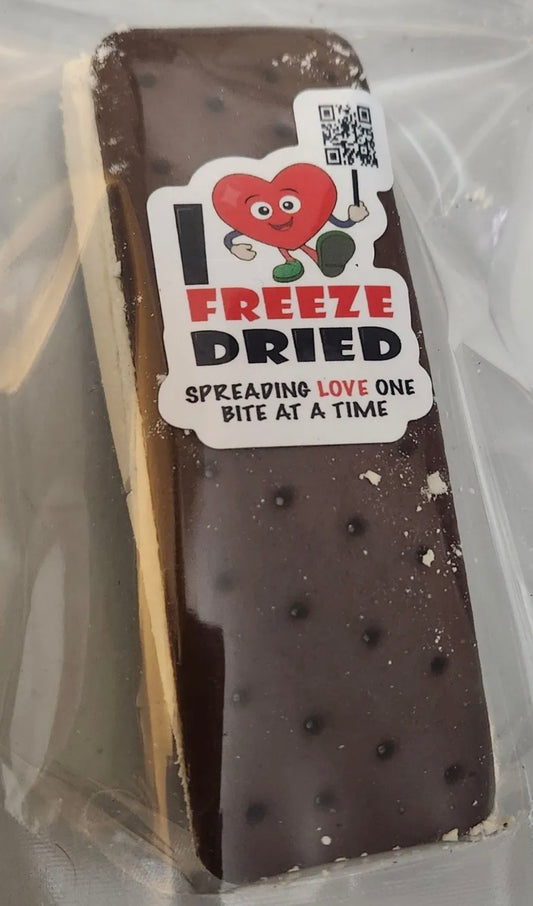 I
FREEZE
DRIED
SPREADING LOVE ONE
BITE AT A TIME